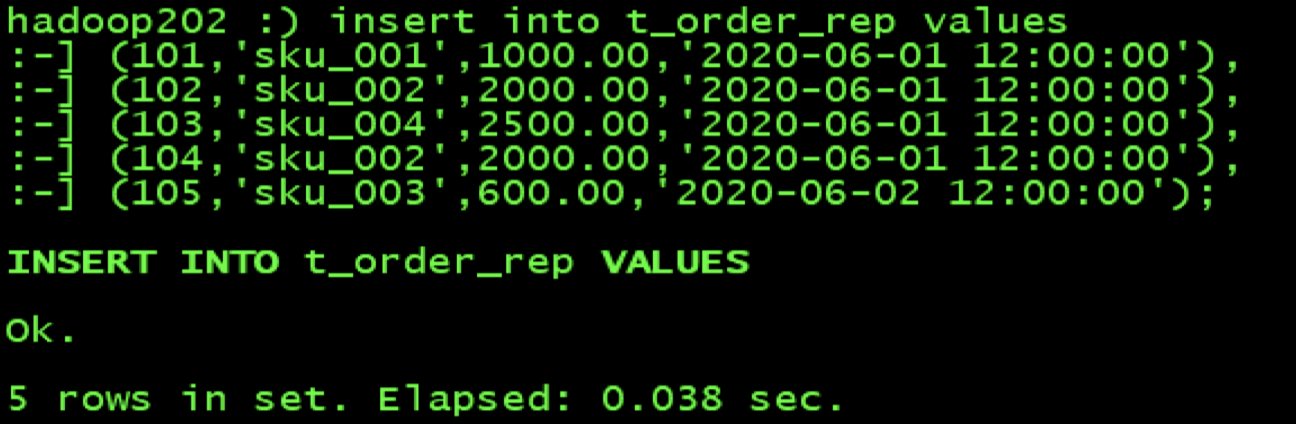 hadoop202 :) insert into t_order_rep values
:-] (101,'sku_001',1000.00,'2020-06-01 12:00:00'),
:-] (102,'sku_002',2000.00,'2020-06-01 12:00:00'),
:-] (103,'sku_004',2500.00,'2020-06-01 12:00:00'),
:-] (104,'sku_002',2000.00,'2020-06-01 12:00:00'),
:-] (105,'sku_003',600.00,'2020-06-02 12:00:00');
INSERT INTO t_order_rep VALUES
Ok.
5 rows in set. Elapsed: 0.038 sec.